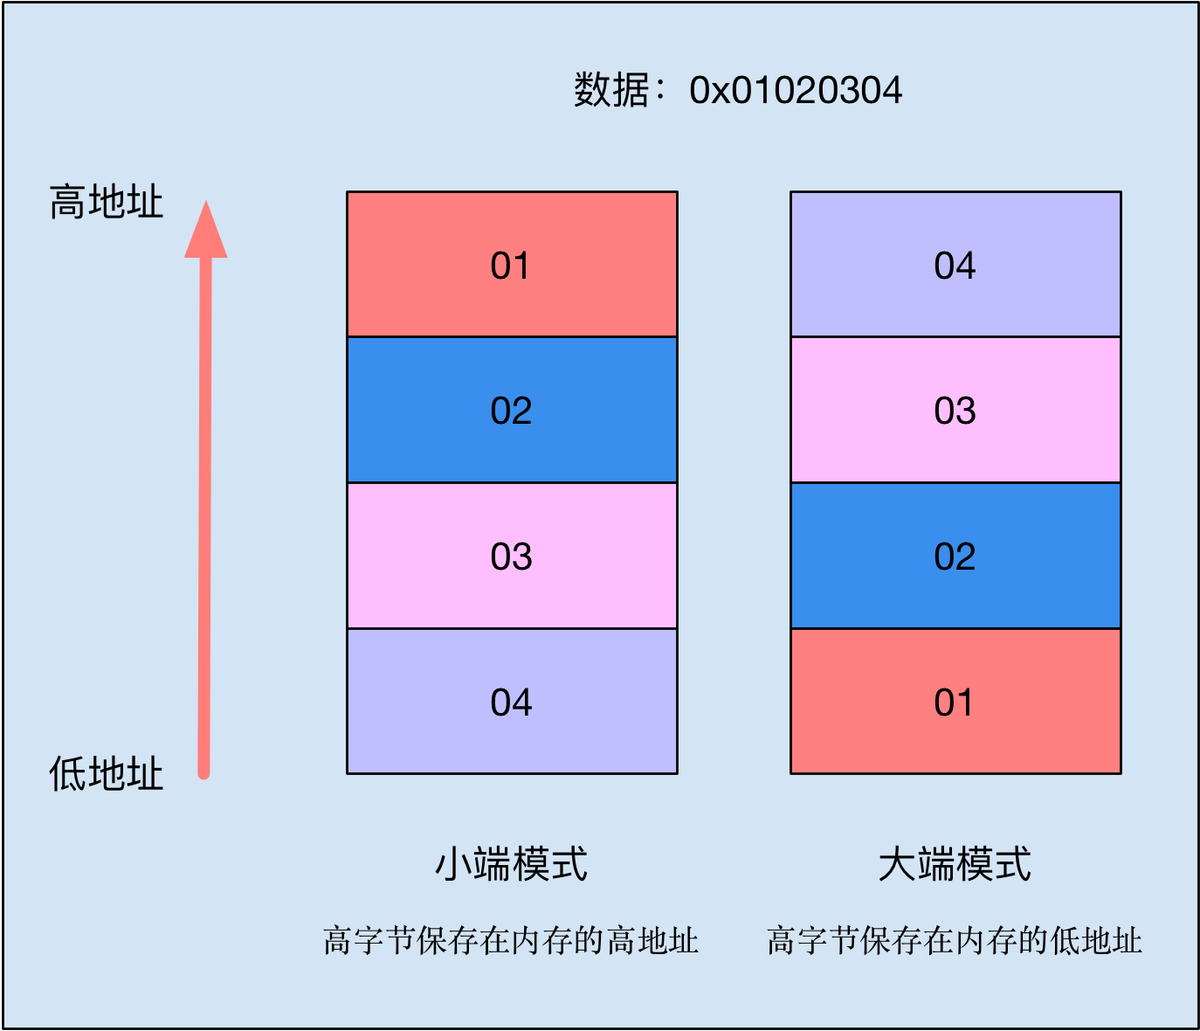 数据：0x01020304
高地址
01
04
02
03
03
02
04
01
低地址
小端模式
大端模式
高字节保存在内存的高地址
高字节保存在内存的低地址